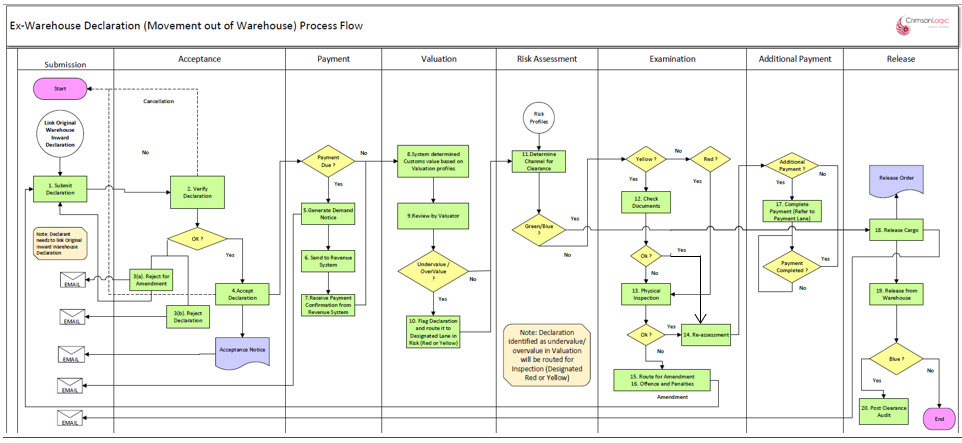 Ex-Warehouse Declaration (Movement out of Warehouse) Process Flow
CrimsonLogic
Submission
Acceptance
Payment
Valuation
Risk Assessment
Examination
Additional Payment
Release
Start
Cancellation
Link Original
Warehouse
Inward
Declaration
No
1. Submit
Declaration
2. Verify
Declaration
Note: Declarant
needs to link Original
Inward Warehouse
Declaration
OK ?
Yes
EMAIL
3(a). Reject for
Amendment
4.Accept
Declaration
EMAIL
3(b). Reject
Declaration
EMAIL
Acceptance Notice
EMAIL
EMAIL
Payment
Due ?
No
Yes
5.Generate Demand
Notice
6. Send to Revenue
System
7.Receive Payment
Confirmation from
Revenue System
8.System determined
Customs value based on
Valuation profiles
9.Review by Valuator
Undervalue /
OverValue
?
No
Yes
10. Flag Declaration
and route it to
Designated Lane in
Risk (Red or Yellow)
Risk
Profiles
11.Determine
Channel for
Clearance
Green/Blue
?
Yes
No
Note: Declaration
identified as undervalue/
overvalue in Valuation
will be routed for
Inspection (Designated
Red or Yellow)
Yellow ?
No
Red ?
Yes
Yes
12. Check
Documents
Ok ?
Yes
No
13. Physical
Inspection
Ok ?
Yes
14. Re-assessment
No
15. Route for Amendment
16. Offence and Penalties
Amendment
Additional
Payment ?
No
Yes
17. Complete
Payment (Refer to
Payment Lane)
Payment
Completed ?
Yes
No
Release Order
18. Release Cargo
19. Release from
Warehouse
Blue ?
No
Yes
20. Post Clearance
Audit
End